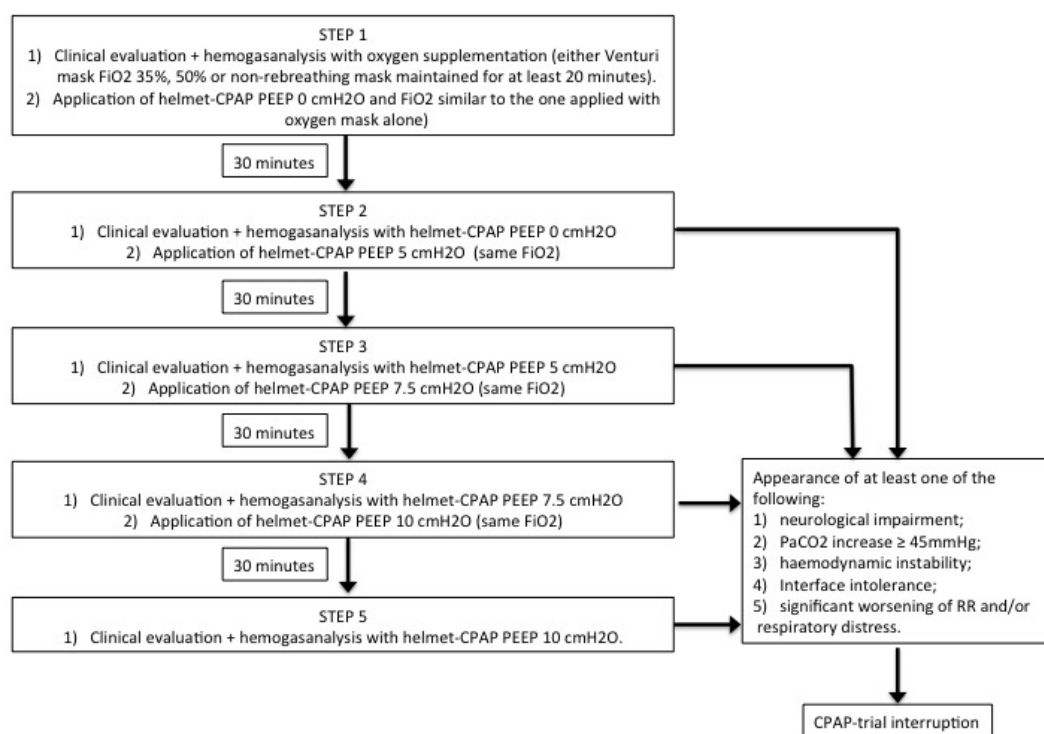 STEP 1
1) Clinical evaluation + hemogasanalysis with oxygen supplementation (either Venturi
mask FiO2 35%, 50% or non-rebreathing mask maintained for at least 20 minutes).
2) Application of helmet-CPAP PEEP 0 cmH2O and FiO2 similar to the one applied with
oxygen mask alone)
30 minutes
STEP 2
1) Clinical evaluation + hemogasanalysis with helmet-CPAP PEEP 0 cmH2O
2) Application of helmet-CPAP PEEP 5 cmH2O (same FiO2)
30 minutes
STEP 3
1) Clinical evaluation + hemogasanalysis with helmet-CPAP PEEP 5 cmH2O
2) Application of helmet-CPAP PEEP 7.5 cmH2O (same FiO2)
30 minutes
STEP 4
1) Clinical evaluation + hemogasanalysis with helmet-CPAP PEEP 7.5 cmH2O
2) Application of helmet-CPAP PEEP 10 cmH2O (same FiO2)
30 minutes
STEP 5
1) Clinical evaluation + hemogasanalysis with helmet-CPAP PEEP 10 cmH2O.
Appearance of at least one of the
following:
1) neurological impairment;
2) PaCO2 increase ≥ 45mmHg;
3) haemodynamic instability;
4) Interface intolerance;
5) significant worsening of RR and/or
respiratory distress.
CPAP-trial interruption